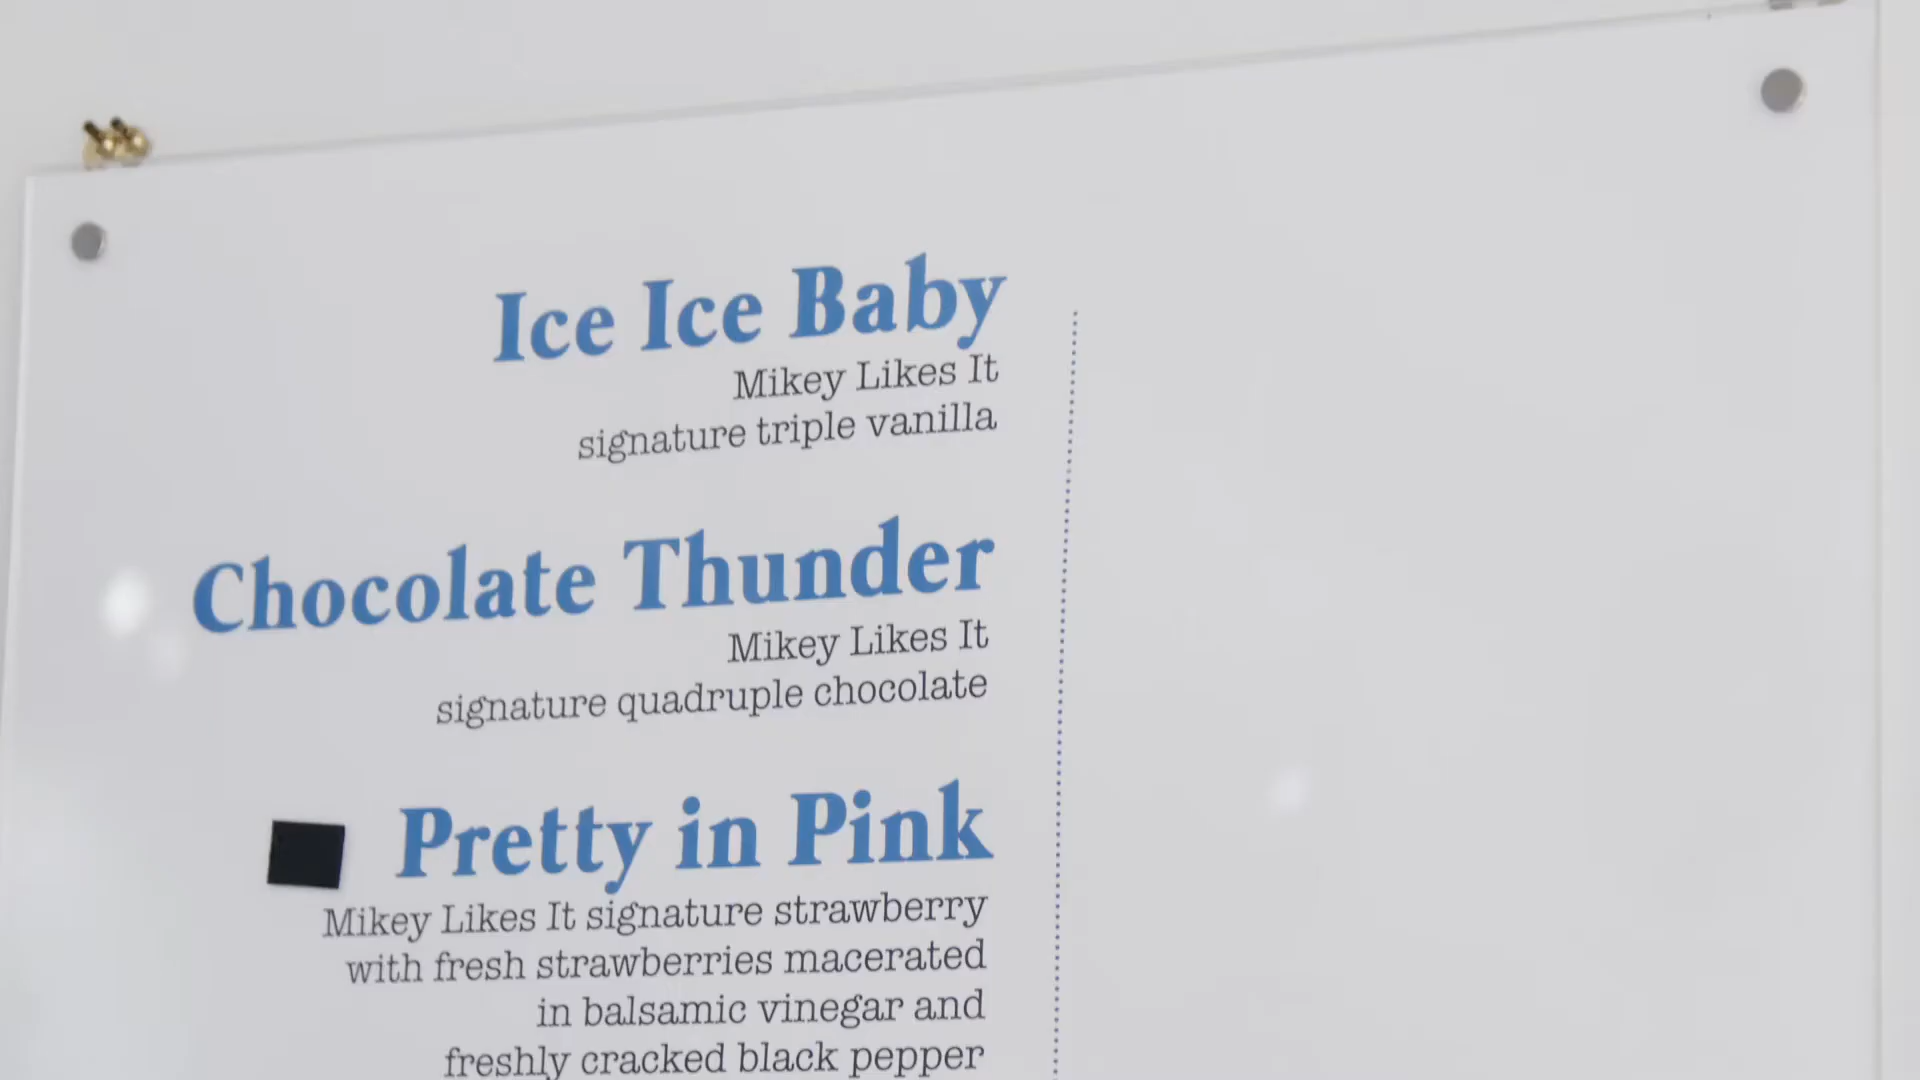 Ice Ice Baby
Mikey Likes It
signature triple vanilla
Chocolate Thunder
Mikey Likes It
signature quadruple chocolate
Pretty in Pink
Mikey Likes It signature strawberry
with fresh strawberries macerated
in balsamic vinegar and
freshly cracked black pepper